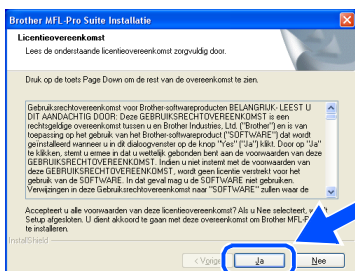 Brother MFL-Pro Suite Installatie
Licentieovereenkomst
Lees de onderstaande licentieovereenkomst zorgvuldig door.
Druk op de toets Page Down om de rest van de overeenkomst te zien.
Gebruiksrechtovereenkomst voor Brother-softwareproducten BELANGRIJK- LEEST U
DIT AANDACHTIG DOOR: Deze GEBRUIKSRECHTOVEREENKOMST is een
rechtsgeldige overeenkomst tussen u en Brother Industries, Ltd. ("Brother") en is van
toepassing op het gebruik van het Brother-softwareproduct ("SOFTWARE") dat wordt
geïnstalleerd wanneer u in dit dialoogvenster op de knop "Yes" ("Ja") klikt. Door op "Ja"
te klikken, stemt u ermee in dat u wettelijk gebonden bent aan de voorwaarden van deze
GEBRUIKSRECHTOVEREENKOMST. Indien u niet instemt met de voorwaarden van
deze GEBRUIKSRECHTOVEREENKOMST, wordt geen licentie verstrekt voor het
gebruik van de SOFTWARE. In dat geval mag u de SOFTWARE niet gebruiken.
Verwijzingen in deze Gebruiksrechtovereenkomst naar "SOFTWARE" zullen waar de
Accepteert u alle voorwaarden van deze licentieovereenkomst? Als u Nee selecteert,
Setup afgesloten. U dient akkoord te gaan met deze overeenkomst om Brother
te installeren.
InstallShield
< Vorige
Ja
Nee